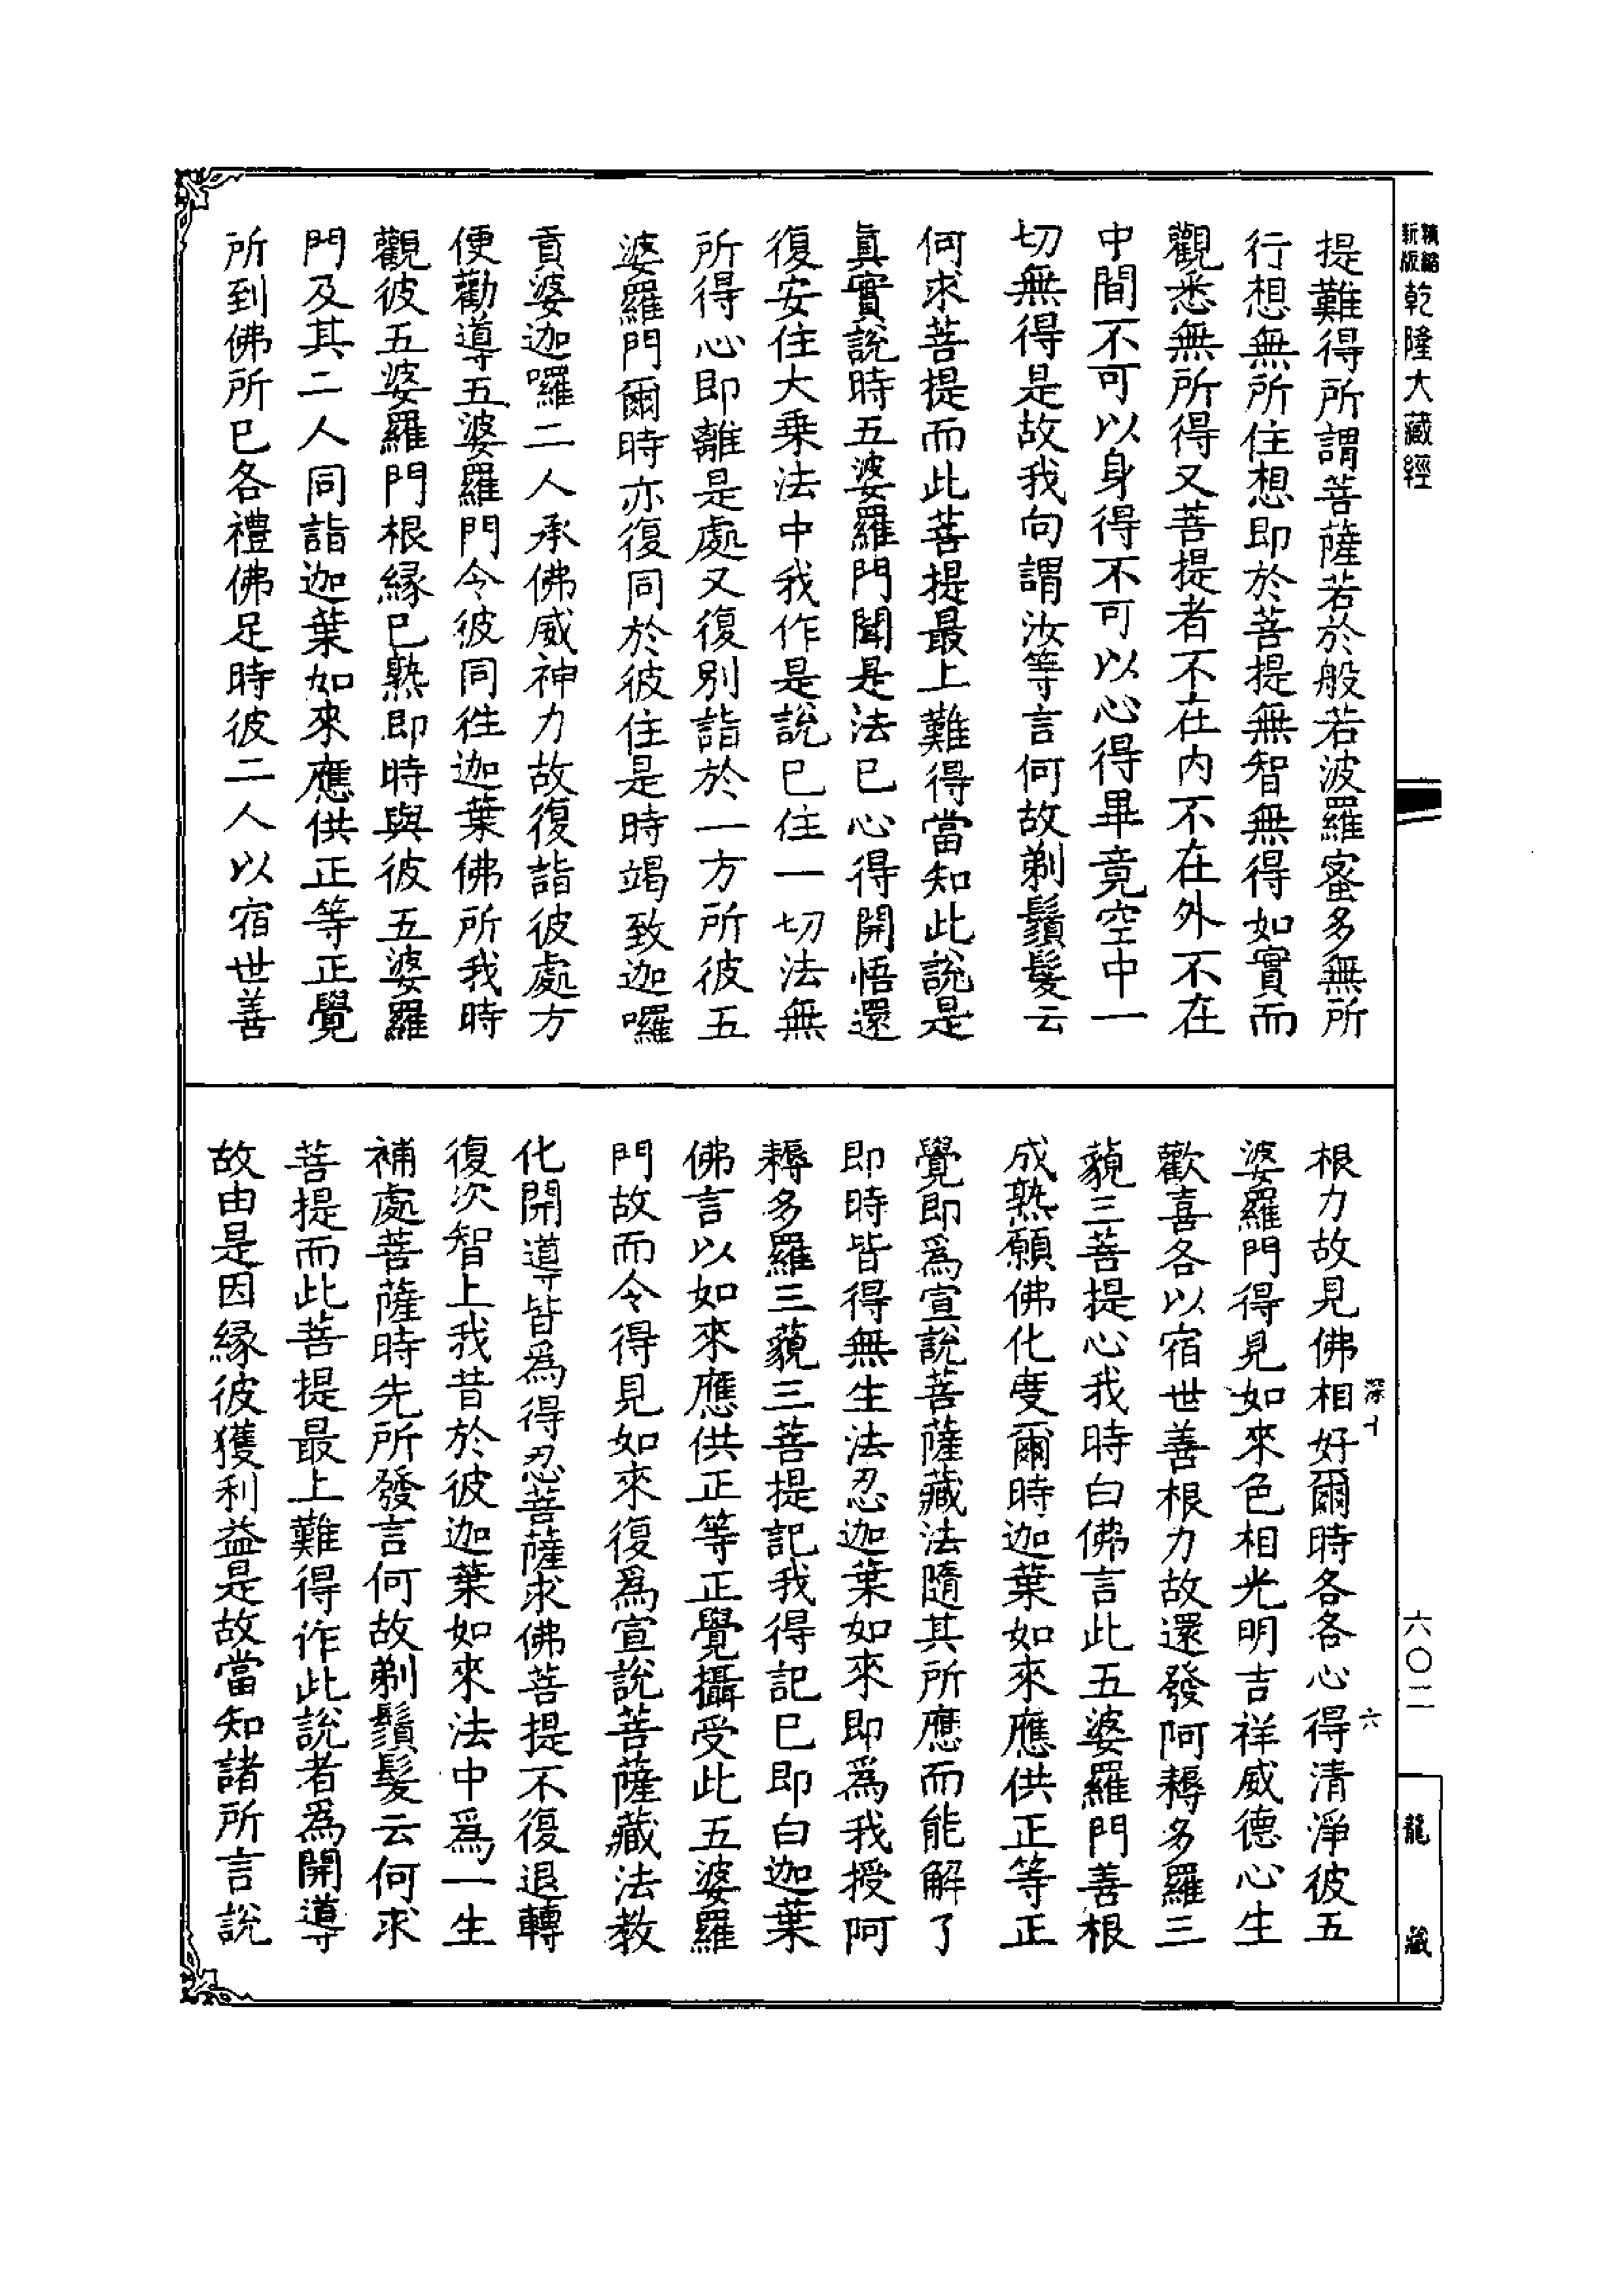 精縮新版乾隆大藏經
提難得所謂菩薩若於般若波羅蜜多無所
行想無所住想即於菩提無智無得如實而
觀悉無所得又菩提者不在內不在外不在
中間不可以身得不可以心得畢竟空中一
切無得是故我向謂汝等言何故剃鬚髮云
何求菩提而此菩提最上難得當知此說是
真實說時五婆羅門聞是法已心得開悟還
復安住大乗法中我作是說已住一切法無
所得心即離是處又復別詣於一方所彼五
婆羅門爾時亦復同於彼住是時竭致迦囉
貢婆迦囉二人承佛威神力故復詣彼處方
便勸導五婆羅門令彼同往迦葉佛所我時
觀彼五婆羅門根縁已熟即時與彼五婆羅
門及其二人同詣迦葉如來應供正等正覺
所到佛所已各禮佛足時彼二人以宿世善
根力故見佛相好爾時各各心得清淨彼五
婆羅門得見如來色相光明吉祥威德心生
歡喜各以宿世善根力故還發阿耨多羅三
藐三菩提心我時白佛言此五婆羅門善根
成熟願佛化度爾時迦葉如來應供正等正
覺即爲宣說菩薩藏法隨其所應而能解了
即時皆得無生法忍迦葉如來即爲我授阿
耨多羅三藐三菩提記我得記已即白迦葉
佛言以如來應供正等正覺攝受此五婆羅
門故而令得見如來復爲宣說菩薩藏法教
化開導皆爲得忍菩薩求佛菩提不復退轉
復次智上我昔於彼迦葉如來法中爲一生
補處菩薩時先所發言何故剃鬚髮云何求
菩提而此菩提最上難得作此說者爲開導
故由是因縁彼獲利益是故當知諸所言說
深十
六
六〇二
龍藏